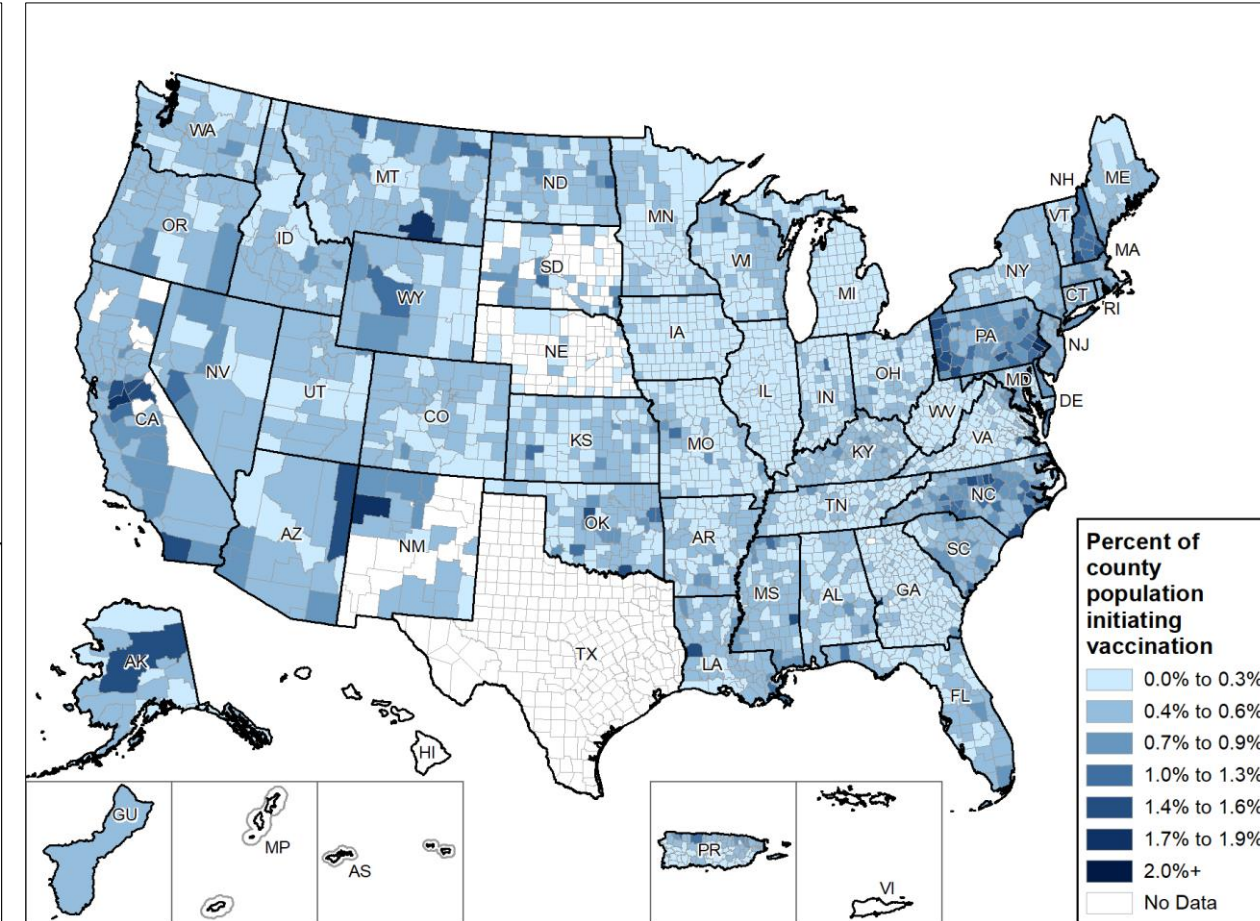 WA
MT
ND
MN
OR
ID
SD
WI
MI
NH
VT
ME
NY
MA
CT
RI
WY
IA
NE
PA
NJ
NV
UT
CO
IL
IN
OH
MD
DE
WV
VA
CA
KS
MO
KY
NC
TN
AZ
NM
OK
AR
SC
MS
AL
GA
TX
LA
FL
AK
HI
GU
MP
AS
PR
VI
Percent of
county
population
initiating
vaccination
0.0% to 0.3%
0.4% to 0.6%
0.7% to 0.9%
1.0% to 1.3%
1.4% to 1.6%
1.7% to 1.9%
2.0%+
No Data